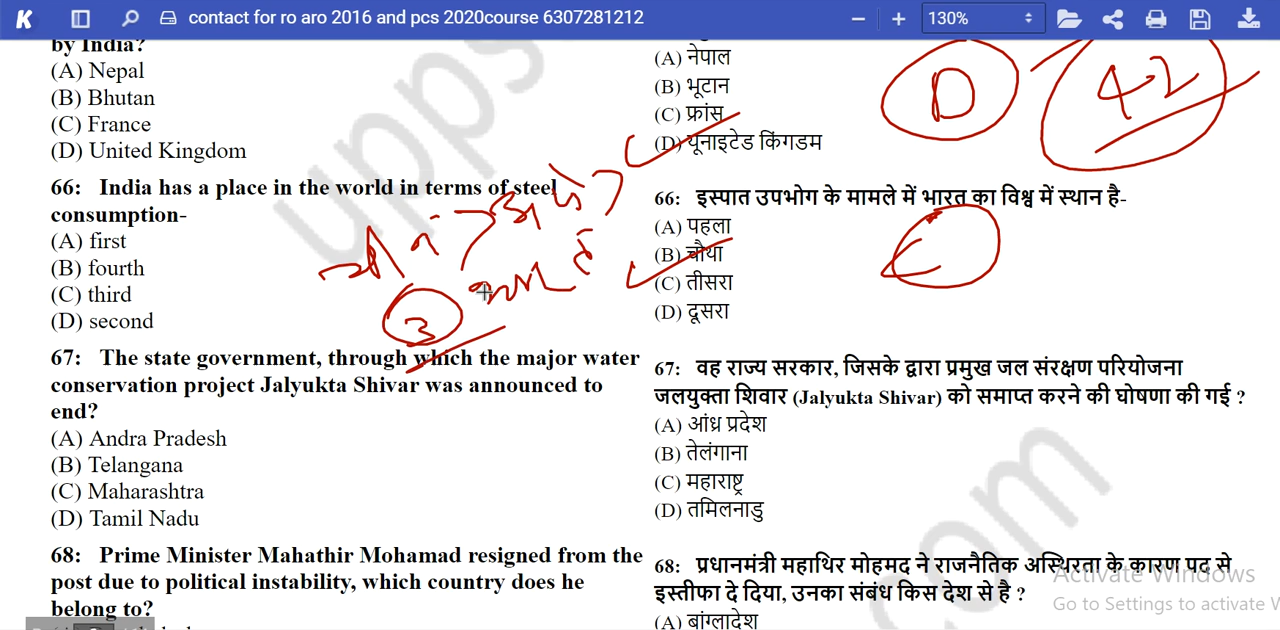 contact for ro aro 2016 and pcs 2020course 6307281212
130%
by India?
(A) Nepal
(B) Bhutan
(C) France
(D) United Kingdom
66: India has a place in the world in terms of steel
consumption-
(A) first
(B) fourth
(C) third
(D) second
3
67: The state government, through which the major water
conservation project Jalyukta Shivar was announced to
end?
(A) Andra Pradesh
(B) Telangana
(C) Maharashtra
(D) Tamil Nadu
68: Prime Minister Mahathir Mohamad resigned from the
post due to political instability, which country does he
belong to?
(A) नेपाल
(B) भूटान
(C) फ्रांस
(D) यूनाइटेड किंगडम
D
42
66: इस्पात उपभोग के मामले में भारत का विश्व में स्थान है-
(A) पहला
(B) चौथा
(C) तीसरा
(D) दूसरा
67: वह राज्य सरकार, जिसके द्वारा प्रमुख जल संरक्षण परियोजना
जलयुक्ता शिवार (Jalyukta Shivar) को समाप्त करने की घोषणा की गई ?
(A) आंध्र प्रदेश
(B) तेलंगाना
(C) महाराष्ट्र
(D) तमिलनाडु
68: प्रधानमंत्री महाथिर मोहमद ने राजनैतिक अस्थिरता के कारण पद से
इस्तीफा दे दिया, उनका संबंध किस देश से है ?
(A) बांग्लादेश
Activate Windows
Go to Settings to activate W